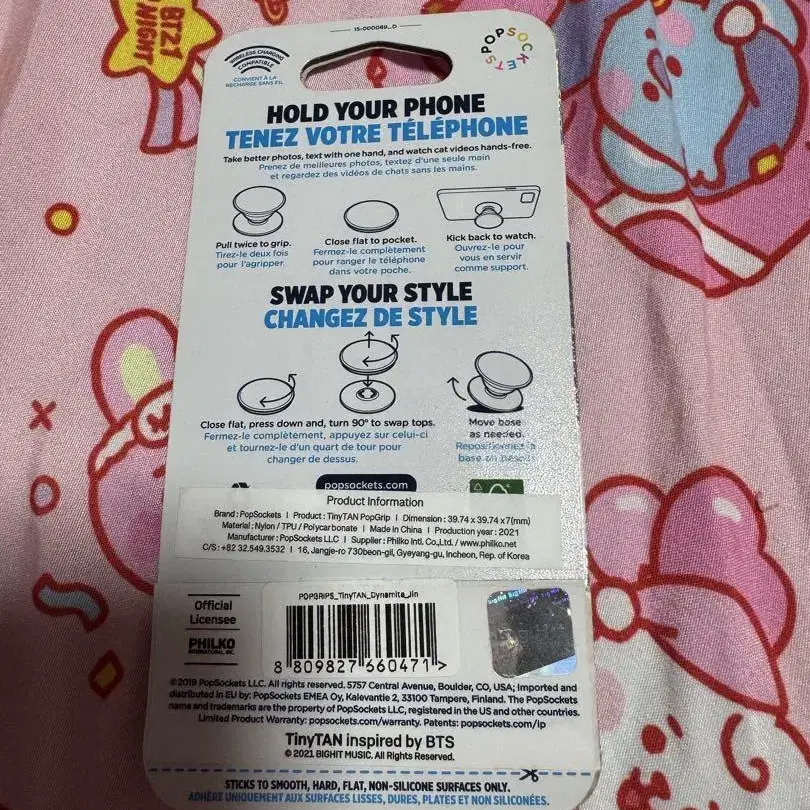 15-000089_D
BT21
NIGHT
WIRELESS CHARGING
COMPATIBLE
CONVIENT À LA
RECHARGE SANS FIL
POPSOCKETS
HOLD YOUR PHONE
TENEZ VOTRE TÉLÉPHONE
Take better photos, text with one hand, and watch cat videos hands-free.
Prenez de meilleures photos, textez d'une seule main
et regardez des vidéos de chats sans les mains.
Pull twice to grip.
Tirez-le deux fois
pour l'agripper.
Close flat to pocket.
Fermez-le complètement
pour ranger le téléphone
dans votre poche.
Kick back to watch.
Ouvrez-le pour
vous en servir
comme support.
SWAP YOUR STYLE
CHANGEZ DE STYLE
Close flat, press down and, turn 90° to swap tops.
Fermez-le complètement, appuyez sur celui-ci
et tournez-le d'un quart de tour pour
changer de dessus.
Move base
as needed.
Repositionnez la
base au besoin.
popsockets.com
Product Information
Brand : PopSockets I Product : TinyTAN PopGrip I Dimension : 39.74 x 39.74 x7(mm)
Material : Nylon / TPU / Polycarbonate I Made in China I Production year : 2021
Manufacturer : PopSockets LLC I Supplier : Philko Intl. Co,Ltd. / www.philko.net
C/S : +82 32.549.3532 I 16, Jangje-ro 730beon-gil, Gyeyang-gu, Incheon, Rep. of Korea
Official
Licensee
PHILKO
INTERNATIONAL, INC.
POPGRIPS_TinyTAN_Dynamite_Jin
8 809827 660471 >
©2019 PopSockets LLC. All rights reserved. 5757 Central Avenue, Boulder, CO, USA; Imported and
distributed in EU by: PopSockets EMEA Oy, Kalevantie 2, 33100 Tampere, Finland. The PopSockets
name and trademarks are the property of PopSockets LLC, registered in the US and other countries.
Limited Product Warranty: popsockets.com/warranty. Patents: popsockets.com/ip
TinyTAN inspired by BTS
© 2021 BIGHIT MUSIC. All Rights Reserved.
STICKS TO SMOOTH, HARD, FLAT, NON-SILICONE SURFACES ONLY.
ADHÈRE UNIQUEMENT AUX SURFACES LISSES, DURES, PLATES ET NON SILICONÉES.